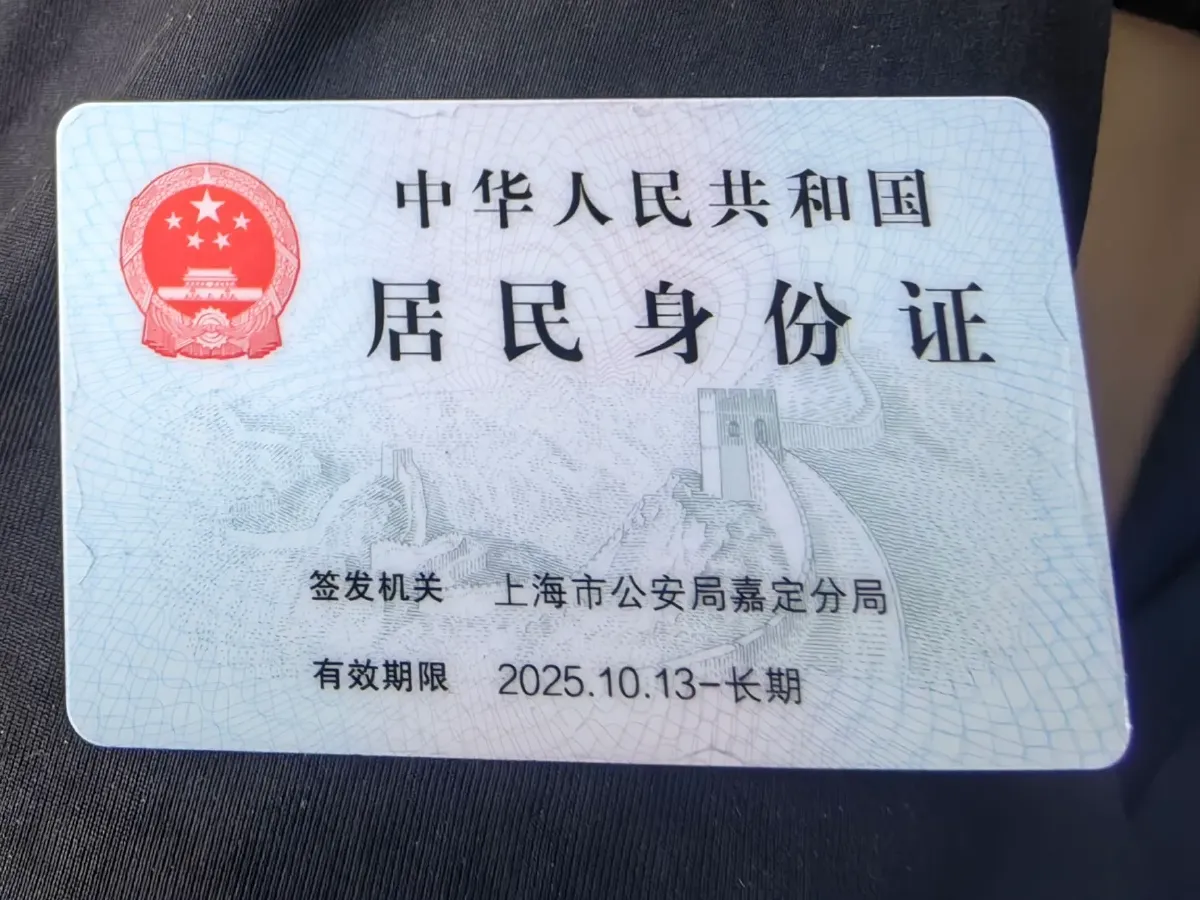 中华人民共和国
居民身份证
签发机关 上海市公安局嘉定分局
有效期限 2025.10.13-长期